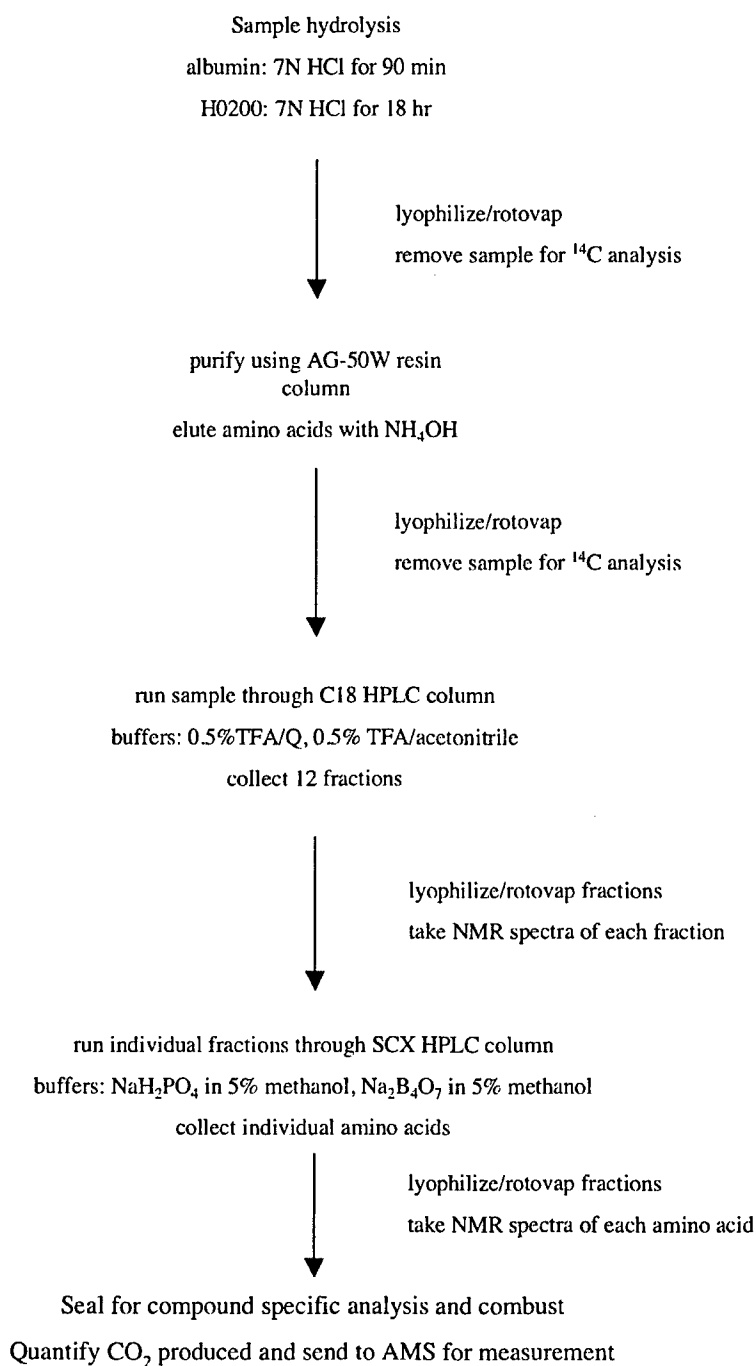 Sample hydrolysis
albumin: 7N HCl for 90 min
H0200: 7N HCl for 18 hr
lyophilize/rotovap
remove sample for ¹⁴C analysis
purify using AG-50W resin
column
elute amino acids with NH₄OH
lyophilize/rotovap
remove sample for ¹⁴C analysis
run sample through C18 HPLC column
buffers: 0.5%TFA/Q, 0.5% TFA/acetonitrile
collect 12 fractions
lyophilize/rotovap fractions
take NMR spectra of each fraction
run individual fractions through SCX HPLC column
buffers: NaH₂PO₄ in 5% methanol, Na₂B₄O₇ in 5% methanol
collect individual amino acids
lyophilize/rotovap fractions
take NMR spectra of each amino acid
Seal for compound specific analysis and combust
Quantify CO₂ produced and send to AMS for measurement